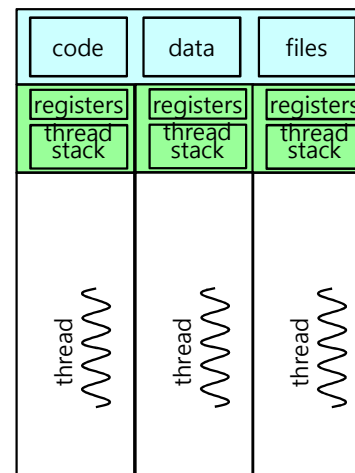 code data files
registers registers registers
thread thread thread
stack stack stack
thread thread thread